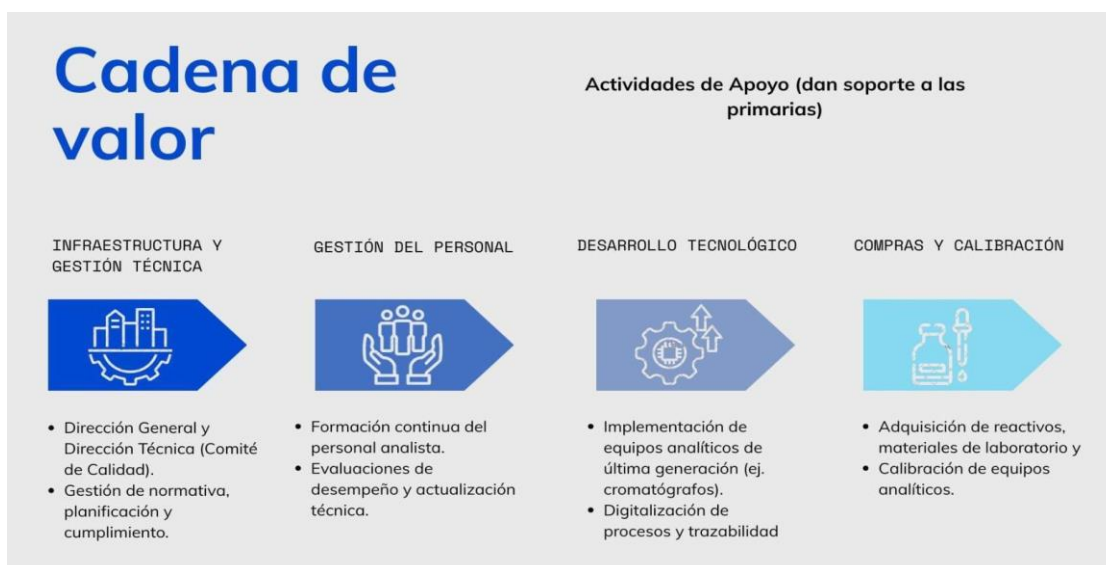 Cadena de
valor
Actividades de Apoyo (dan soporte a las
primarias)
INFRAESTRUCTURA Y
GESTIÓN TÉCNICA
• Dirección General y
Dirección Técnica (Comité
de Calidad).
• Gestión de normativa,
planificación y
cumplimiento.
GESTIÓN DEL PERSONAL
• Formación continua del
personal analista.
• Evaluaciones de
desempeño y actualización
técnica.
DESARROLLO TECNOLÓGICO
• Implementación de
equipos analíticos de
última generación (ej.
cromatógrafos).
• Digitalización de
procesos y trazabilidad
COMPRAS Y CALIBRACIÓN
• Adquisición de reactivos,
materiales de laboratorio y
• Calibración de equipos
analíticos.